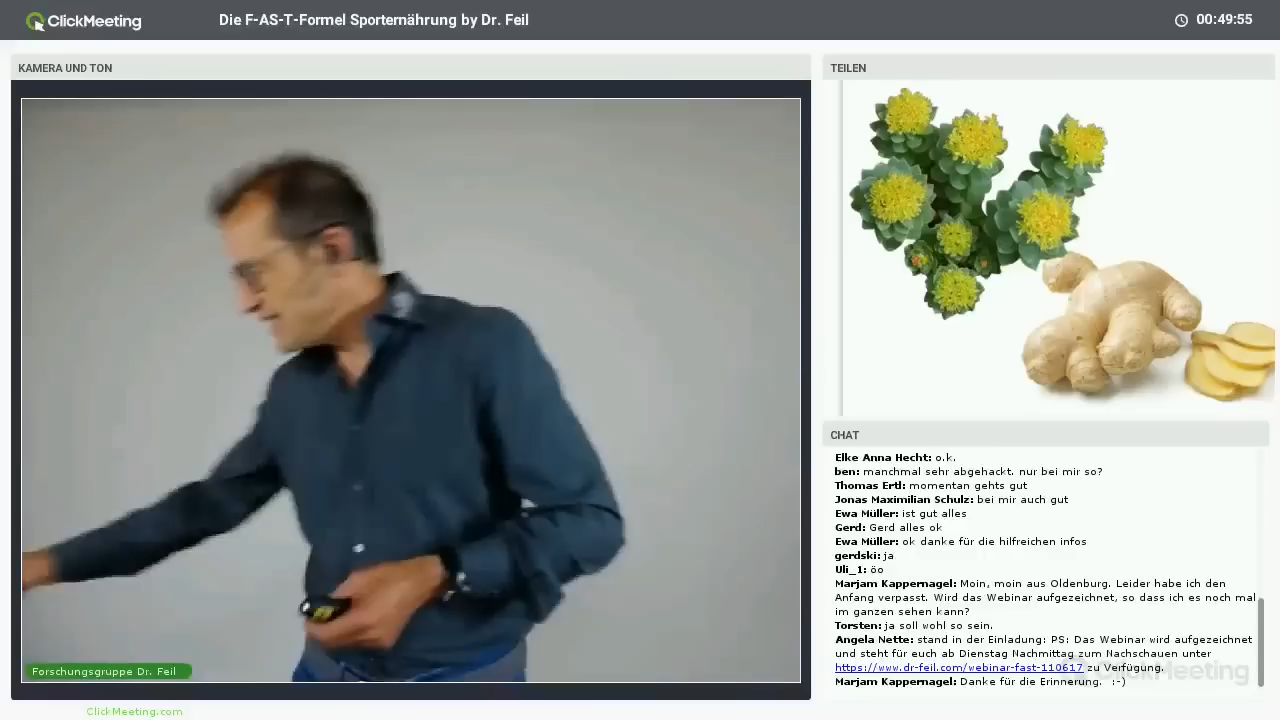 ClickMeeting
Die F-AS-T-Formel Sporternährung by Dr. Feil
00:49:55
KAMERA UND TON
Forschungsgruppe Dr. Feil
ClickMeeting.com
TEILEN
CHAT
Elke Anna Hecht: o.k.
ben: manchmal sehr abgehackt. nur bei mir so?
Thomas Ertl: momentan gehts gut
Jonas Maximilian Schulz: bei mir auch gut
Ewa Müller: ist gut alles
Gerd: Gerd alles ok
Ewa Müller: ok danke für die hilfreichen infos
gerdski: ja
Uli_1: öo
Marjam Kappernagel: Moin, moin aus Oldenburg. Leider habe ich den
Anfang verpasst. Wird das Webinar aufgezeichnet, so dass ich es noch mal
im ganzen sehen kann?
Torsten: ja soll wohl so sein.
Angela Nette: stand in der Einladung: PS: Das Webinar wird aufgezeichnet
und steht für euch ab Dienstag Nachmittag zum Nachschauen unter
https://www.dr-feil.com/webinar-fast-110617 zu Verfügung.
Marjam Kappernagel: Danke für die Erinnerung. :-)
ClickMeeting